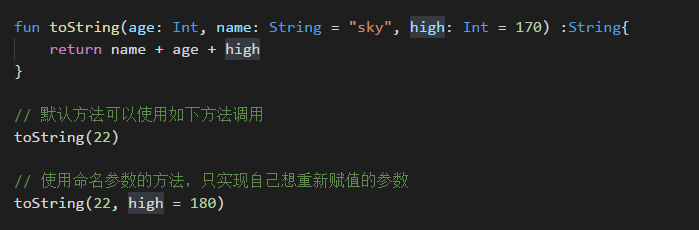 fun toString(age: Int, name: String = "sky", high: Int = 170) :String{
    return name + age + high
}
// 默认方法可以使用如下方法调用
toString(22)
// 使用命名参数的方法，只实现自己想重新赋值的参数
toString(22, high = 180)